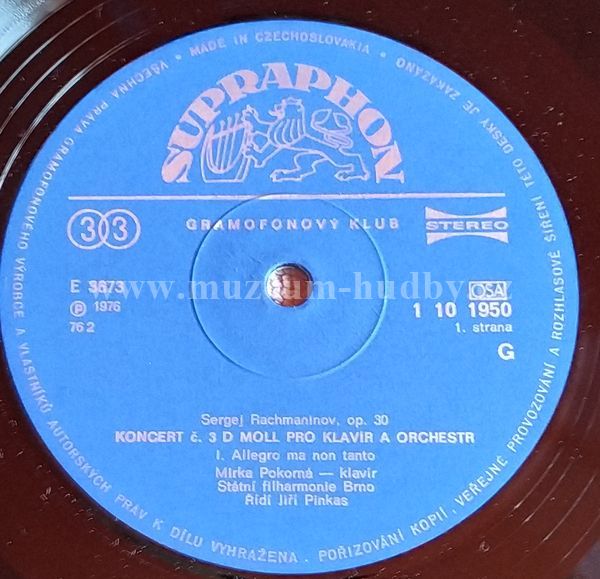 • VŠECHNA PRÁVA GRAMOFONOVÉHO VÝROBCE A VLASTNÍKŮ AUTORSKÝCH PRÁV K DÍLU VYHRAŽENA. POŘIZOVÁNÍ KOPIÍ, VEŘEJNÉ PROVOZOVÁNÍ A ROZHLASOVÉ ŠÍŘENÍ TÉTO DESKY JE ZAKÁZÁNO
• MADE IN CZECHOSLOVAKIA •
SUPRAPHON
33
GRAMOFONOVÝ KLUB
STEREO
E 3673
℗ 1976
76 2
OSA
1 10 1950
1. strana
G
www.muzeum-hudby.cz
Sergej Rachmaninov, op. 30
KONCERT č. 3 D MOLL PRO KLAVÍR A ORCHESTR
I. Allegro ma non tanto
Mirka Pokorná — klavír
Státní filharmonie Brno
Řídí Jiří Pinkas